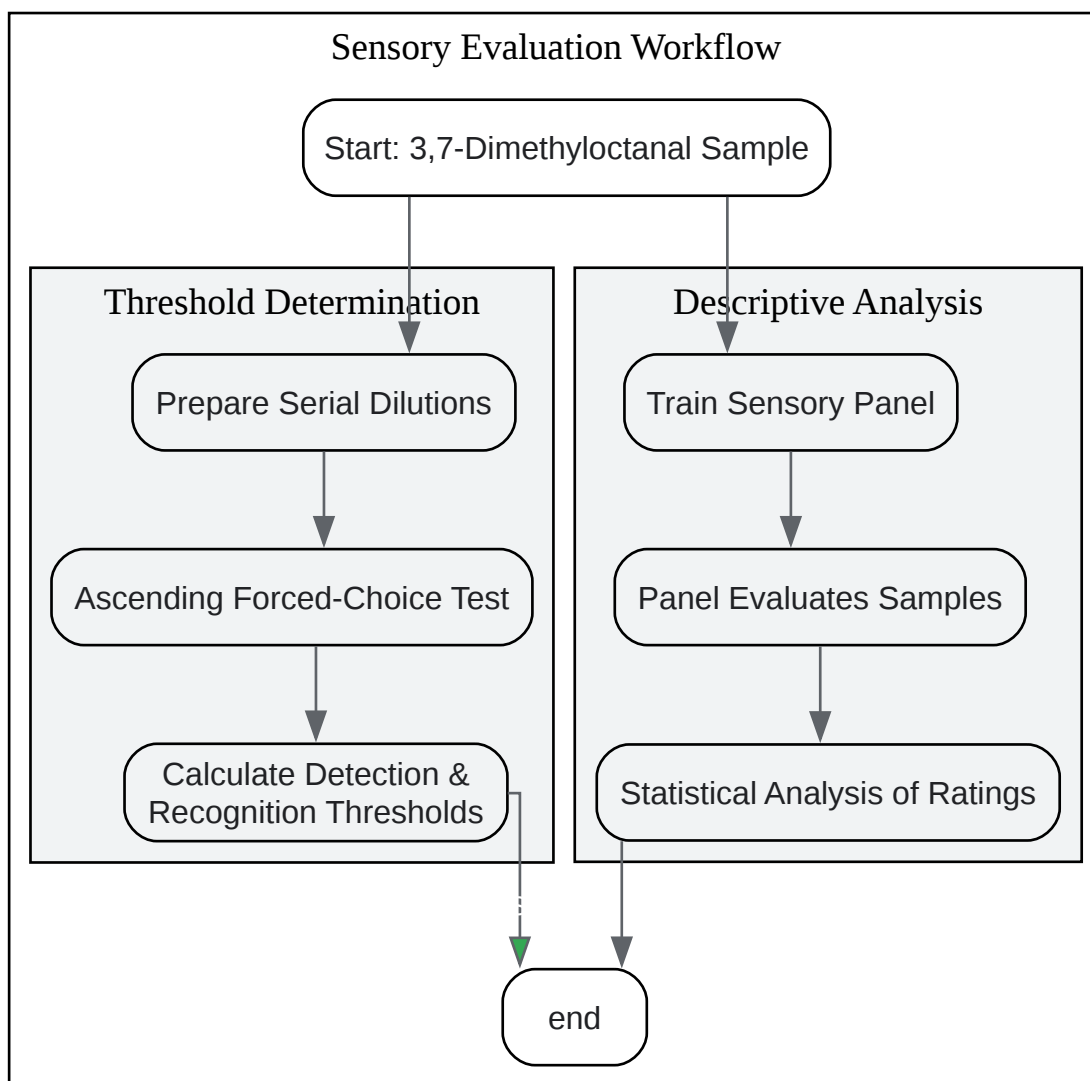 Sensory Evaluation Workflow
Start: 3,7-Dimethyloctanal Sample
Threshold Determination
Prepare Serial Dilutions
Ascending Forced-Choice Test
Calculate Detection &
Recognition Thresholds
Descriptive Analysis
Train Sensory Panel
Panel Evaluates Samples
Statistical Analysis of Ratings
end